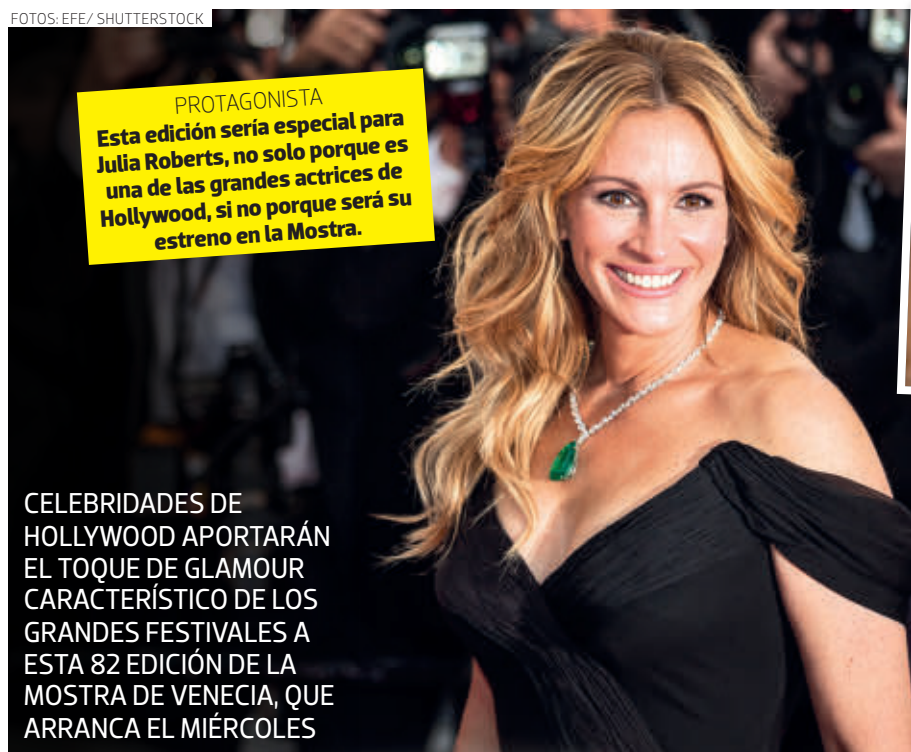 FOTOS: EFE/ SHUTTERSTOCK
PROTAGONISTA
Esta edición sería especial para
Julia Roberts, no solo porque es
una de las grandes actrices de
Hollywood, si no porque será su
estreno en la Mostra.
CELEBRIDADES DE
HOLLYWOOD APORTARÁN
EL TOQUE DE GLAMOUR
CARACTERÍSTICO DE LOS
GRANDES FESTIVALES A
ESTA 82 EDICIÓN DE LA
MOSTRA DE VENECIA, QUE
ARRANCA EL MIÉRCOLES